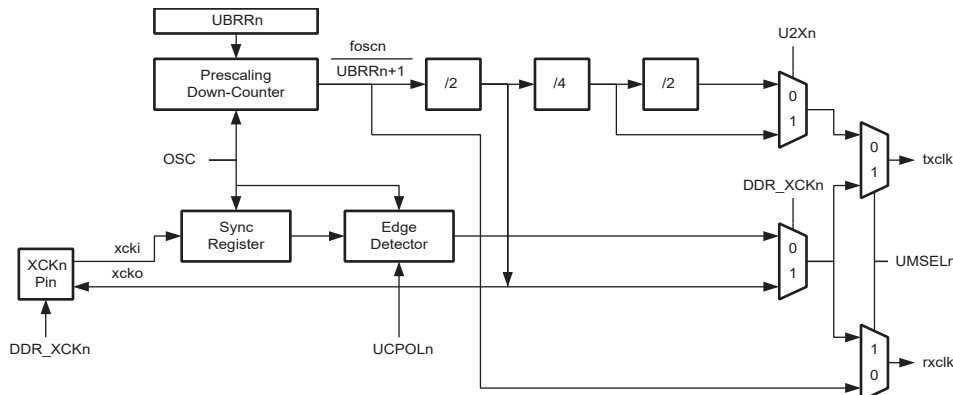 UBRRn
foscn
U2Xn
Prescaling
Down-Counter
UBRRn+1
/2
/4
/2
0
1
OSC
0
1
txclk
DDR_XCKn
xcki
Sync
Register
Edge
Detector
0
1
XCKn
Pin
xcko
UMSELn
DDR_XCKn
UCPOLn
1
0
rxclk